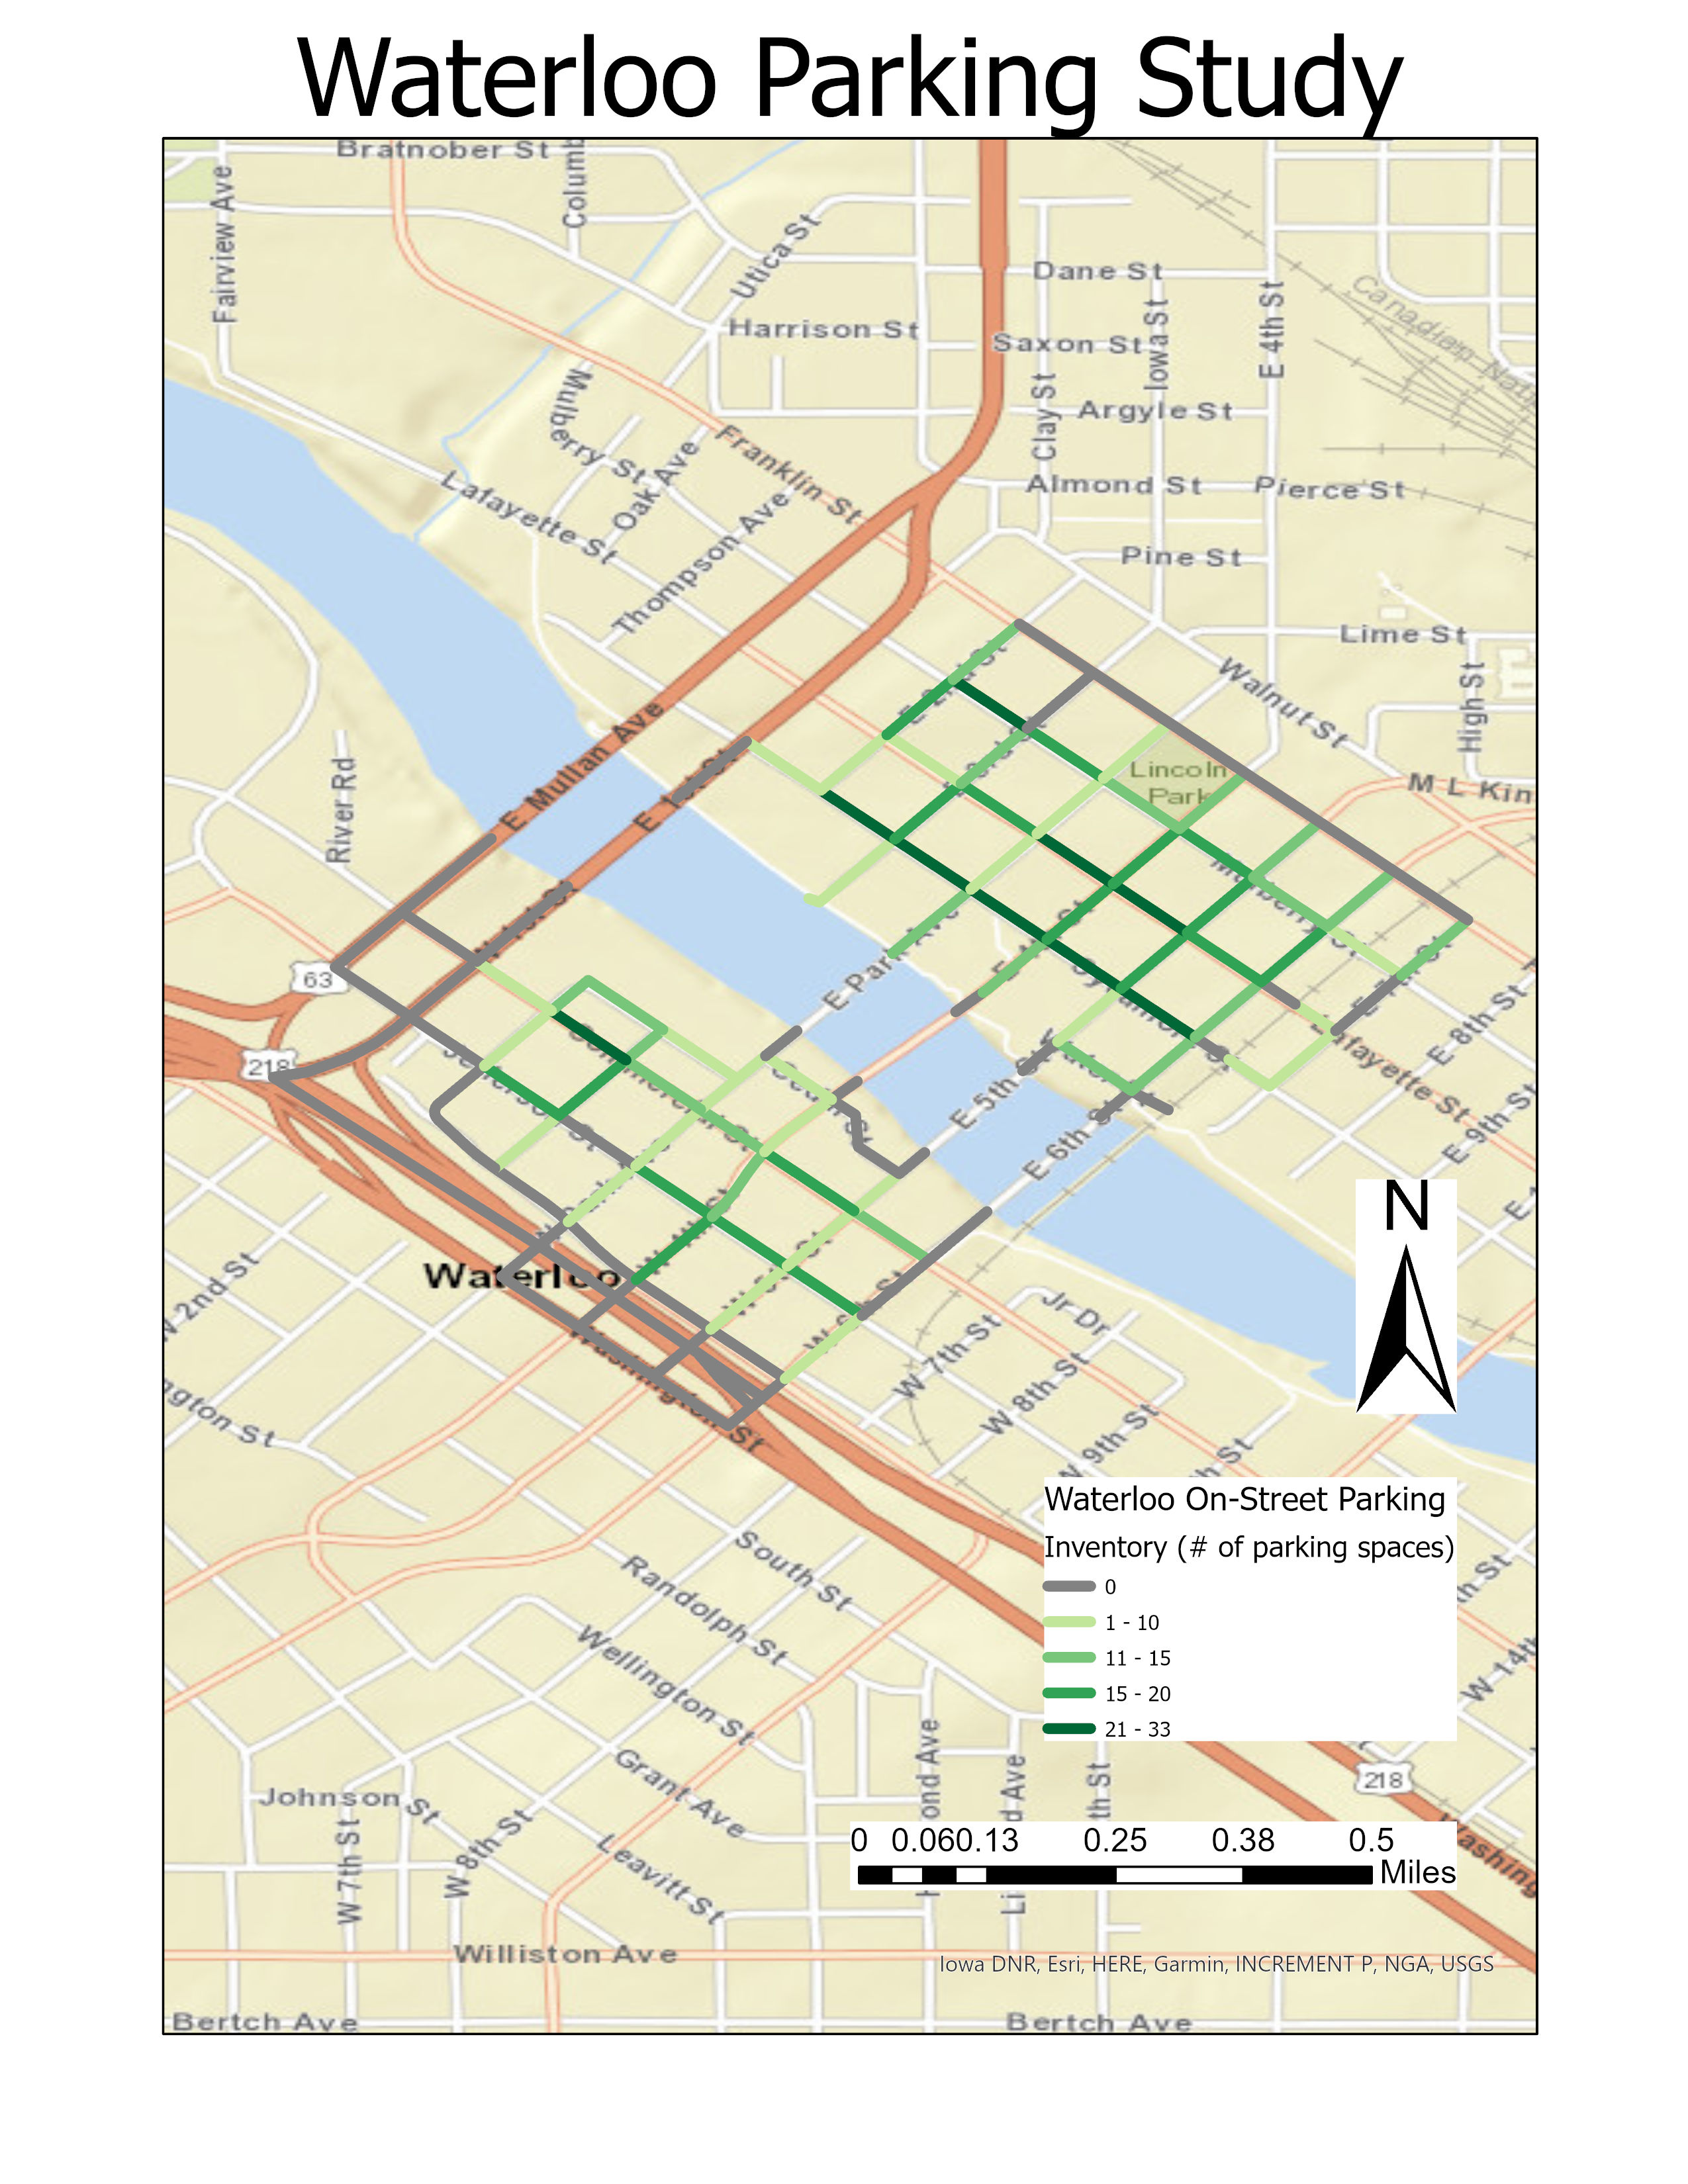 Waterloo Parking Study
Bratnober St
Fairview Ave
Utica St
Dane St
Harrison St
Saxon St
Iowa St
E 4th St
Clay St
Argyle St
Mulberry St
Oak Ave
Franklin St
Lafayette St
Thompson Ave
Almond St
Pierce St
Pine St
Lime St
Walnut St
High St
M L Kin
Lincoln
Park
River Rd
E Mullan Ave
E 1st St
63
218
E 8th St
Lafayette St
E 9th St
E 5th St
E 6th St
Waterloo
W 2nd St
ngton St
Washington St
Jr Dr
W 7th St
W 8th St
W 9th St
N
Waterloo On-Street Parking
Inventory (# of parking spaces)
0
1 - 10
11 - 15
15 - 20
21 - 33
South St
Randolph St
Wellington St
Grant Ave
Johnson St
W 7th St
W 8th St
Leavitt St
ond Ave
d Ave
th St
W 14th
218
Washing
0 0.06 0.13 0.25 0.38 0.5
Miles
Williston Ave
Iowa DNR, Esri, HERE, Garmin, INCREMENT P, NGA, USGS
Bertch Ave
Bertch Ave